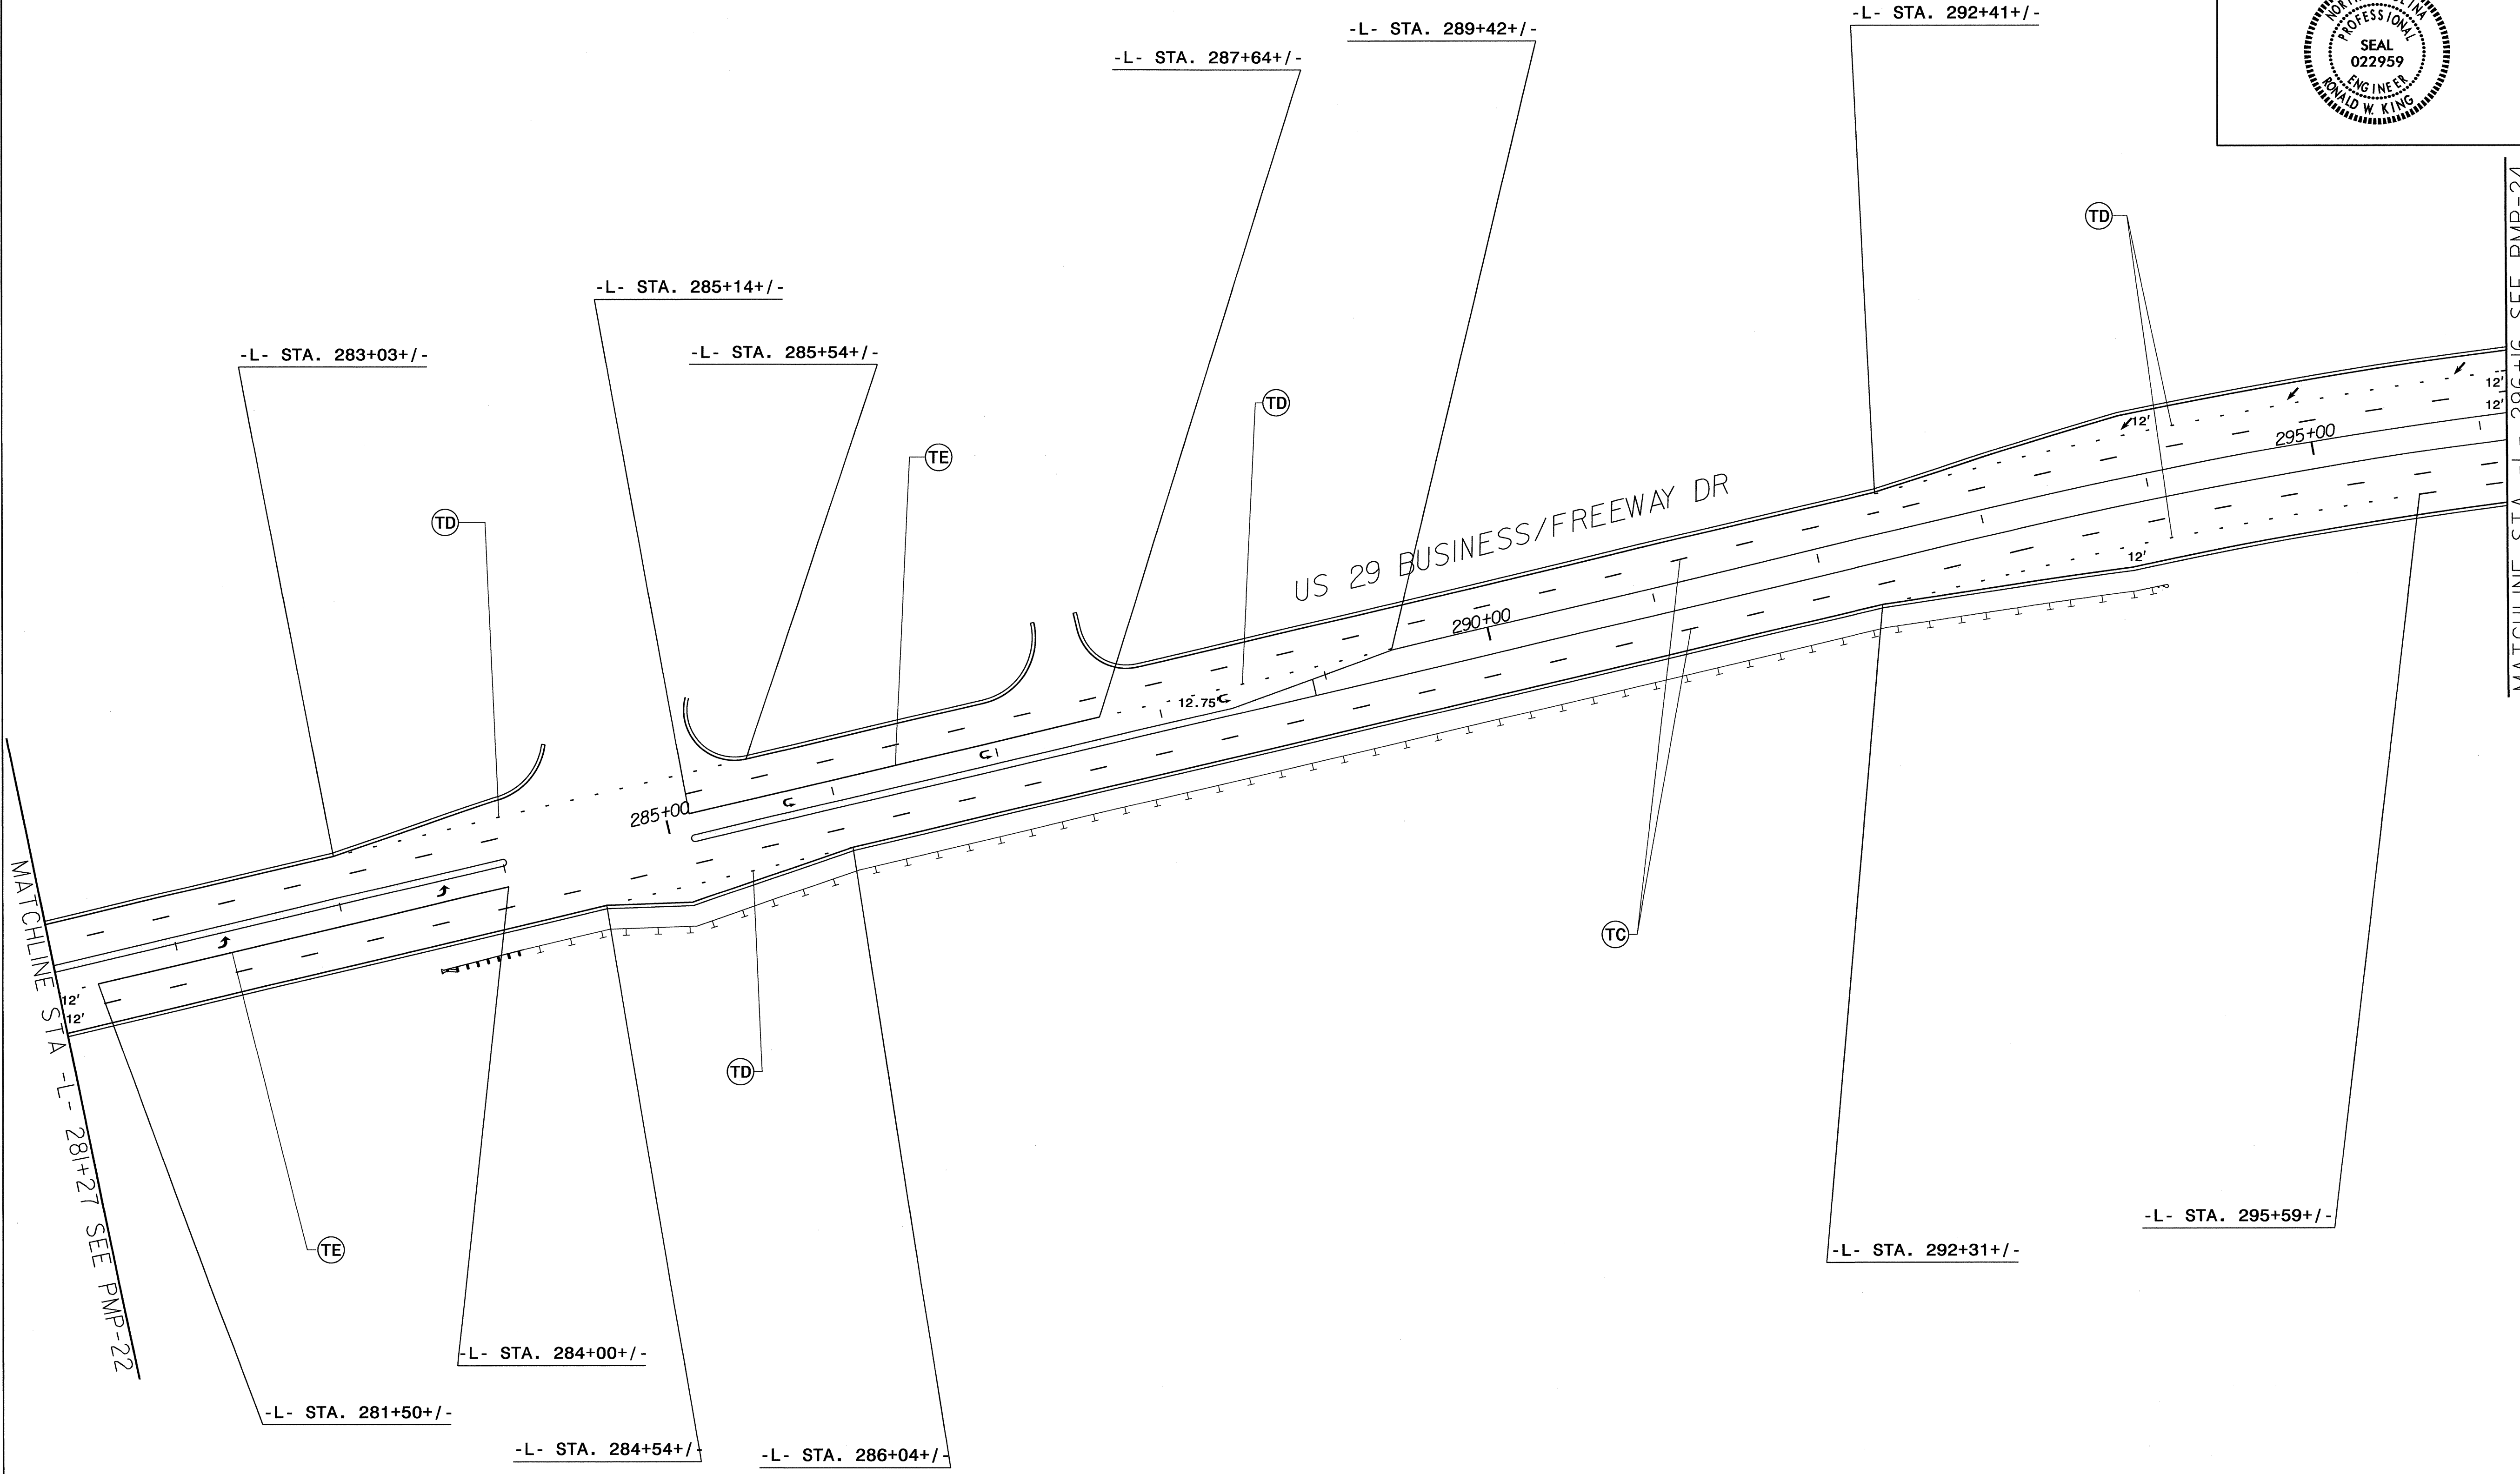 -L- STA. 292+41+/-
-L- STA. 289+42+/-
-L- STA. 287+64+/-
PROFESSIONAL
SEAL
022959
ENGINEER
RONALD W. KING
TD
-L- STA. 285+14+/-
-L- STA. 285+54+/-
-L- STA. 283+03+/-
TD
TE
TD
12'
12'
12'
295+00
US 29 BUSINESS/FREEWAY DR
12'
290+00
12.75'
285+00
MATCHLINE STA -L- 281+27 SEE PMP-22
12'
12'
TC
TD
TE
-L- STA. 295+59+/-
-L- STA. 292+31+/-
-L- STA. 284+00+/-
-L- STA. 281+50+/-
-L- STA. 284+54+/-
-L- STA. 286+04+/-